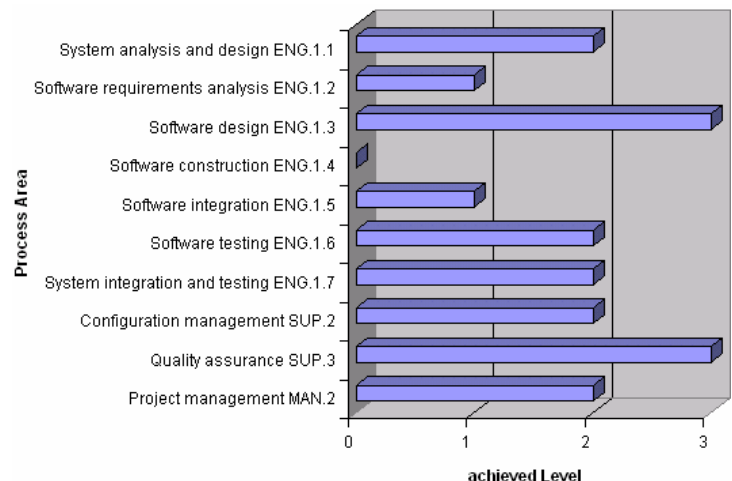 System analysis and design ENG.1.1
Software requirements analysis ENG.1.2
Software design ENG.1.3
Software construction ENG.1.4
Software integration ENG.1.5
Software testing ENG.1.6
System integration and testing ENG.1.7
Configuration management SUP.2
Quality assurance SUP.3
Project management MAN.2
Process Area
0 1 2 3
achieved Level